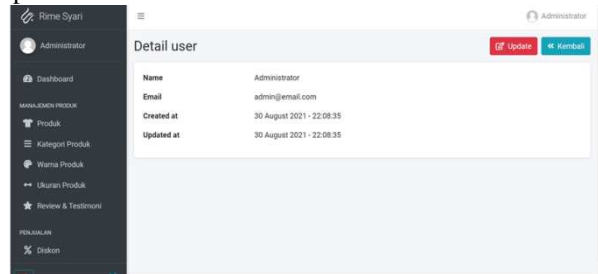 Rime Syari
Administrator
Administrator
Detail user
Update
Kembali
Dashboard
Name Administrator
Email admin@email.com
Created at 30 August 2021 - 22:08:35
Updated at 30 August 2021 - 22:08:35
MANAJEMEN PRODUK
Produk
Kategori Produk
Warna Produk
Ukuran Produk
Review & Testimoni
PENJUALAN
Diskon